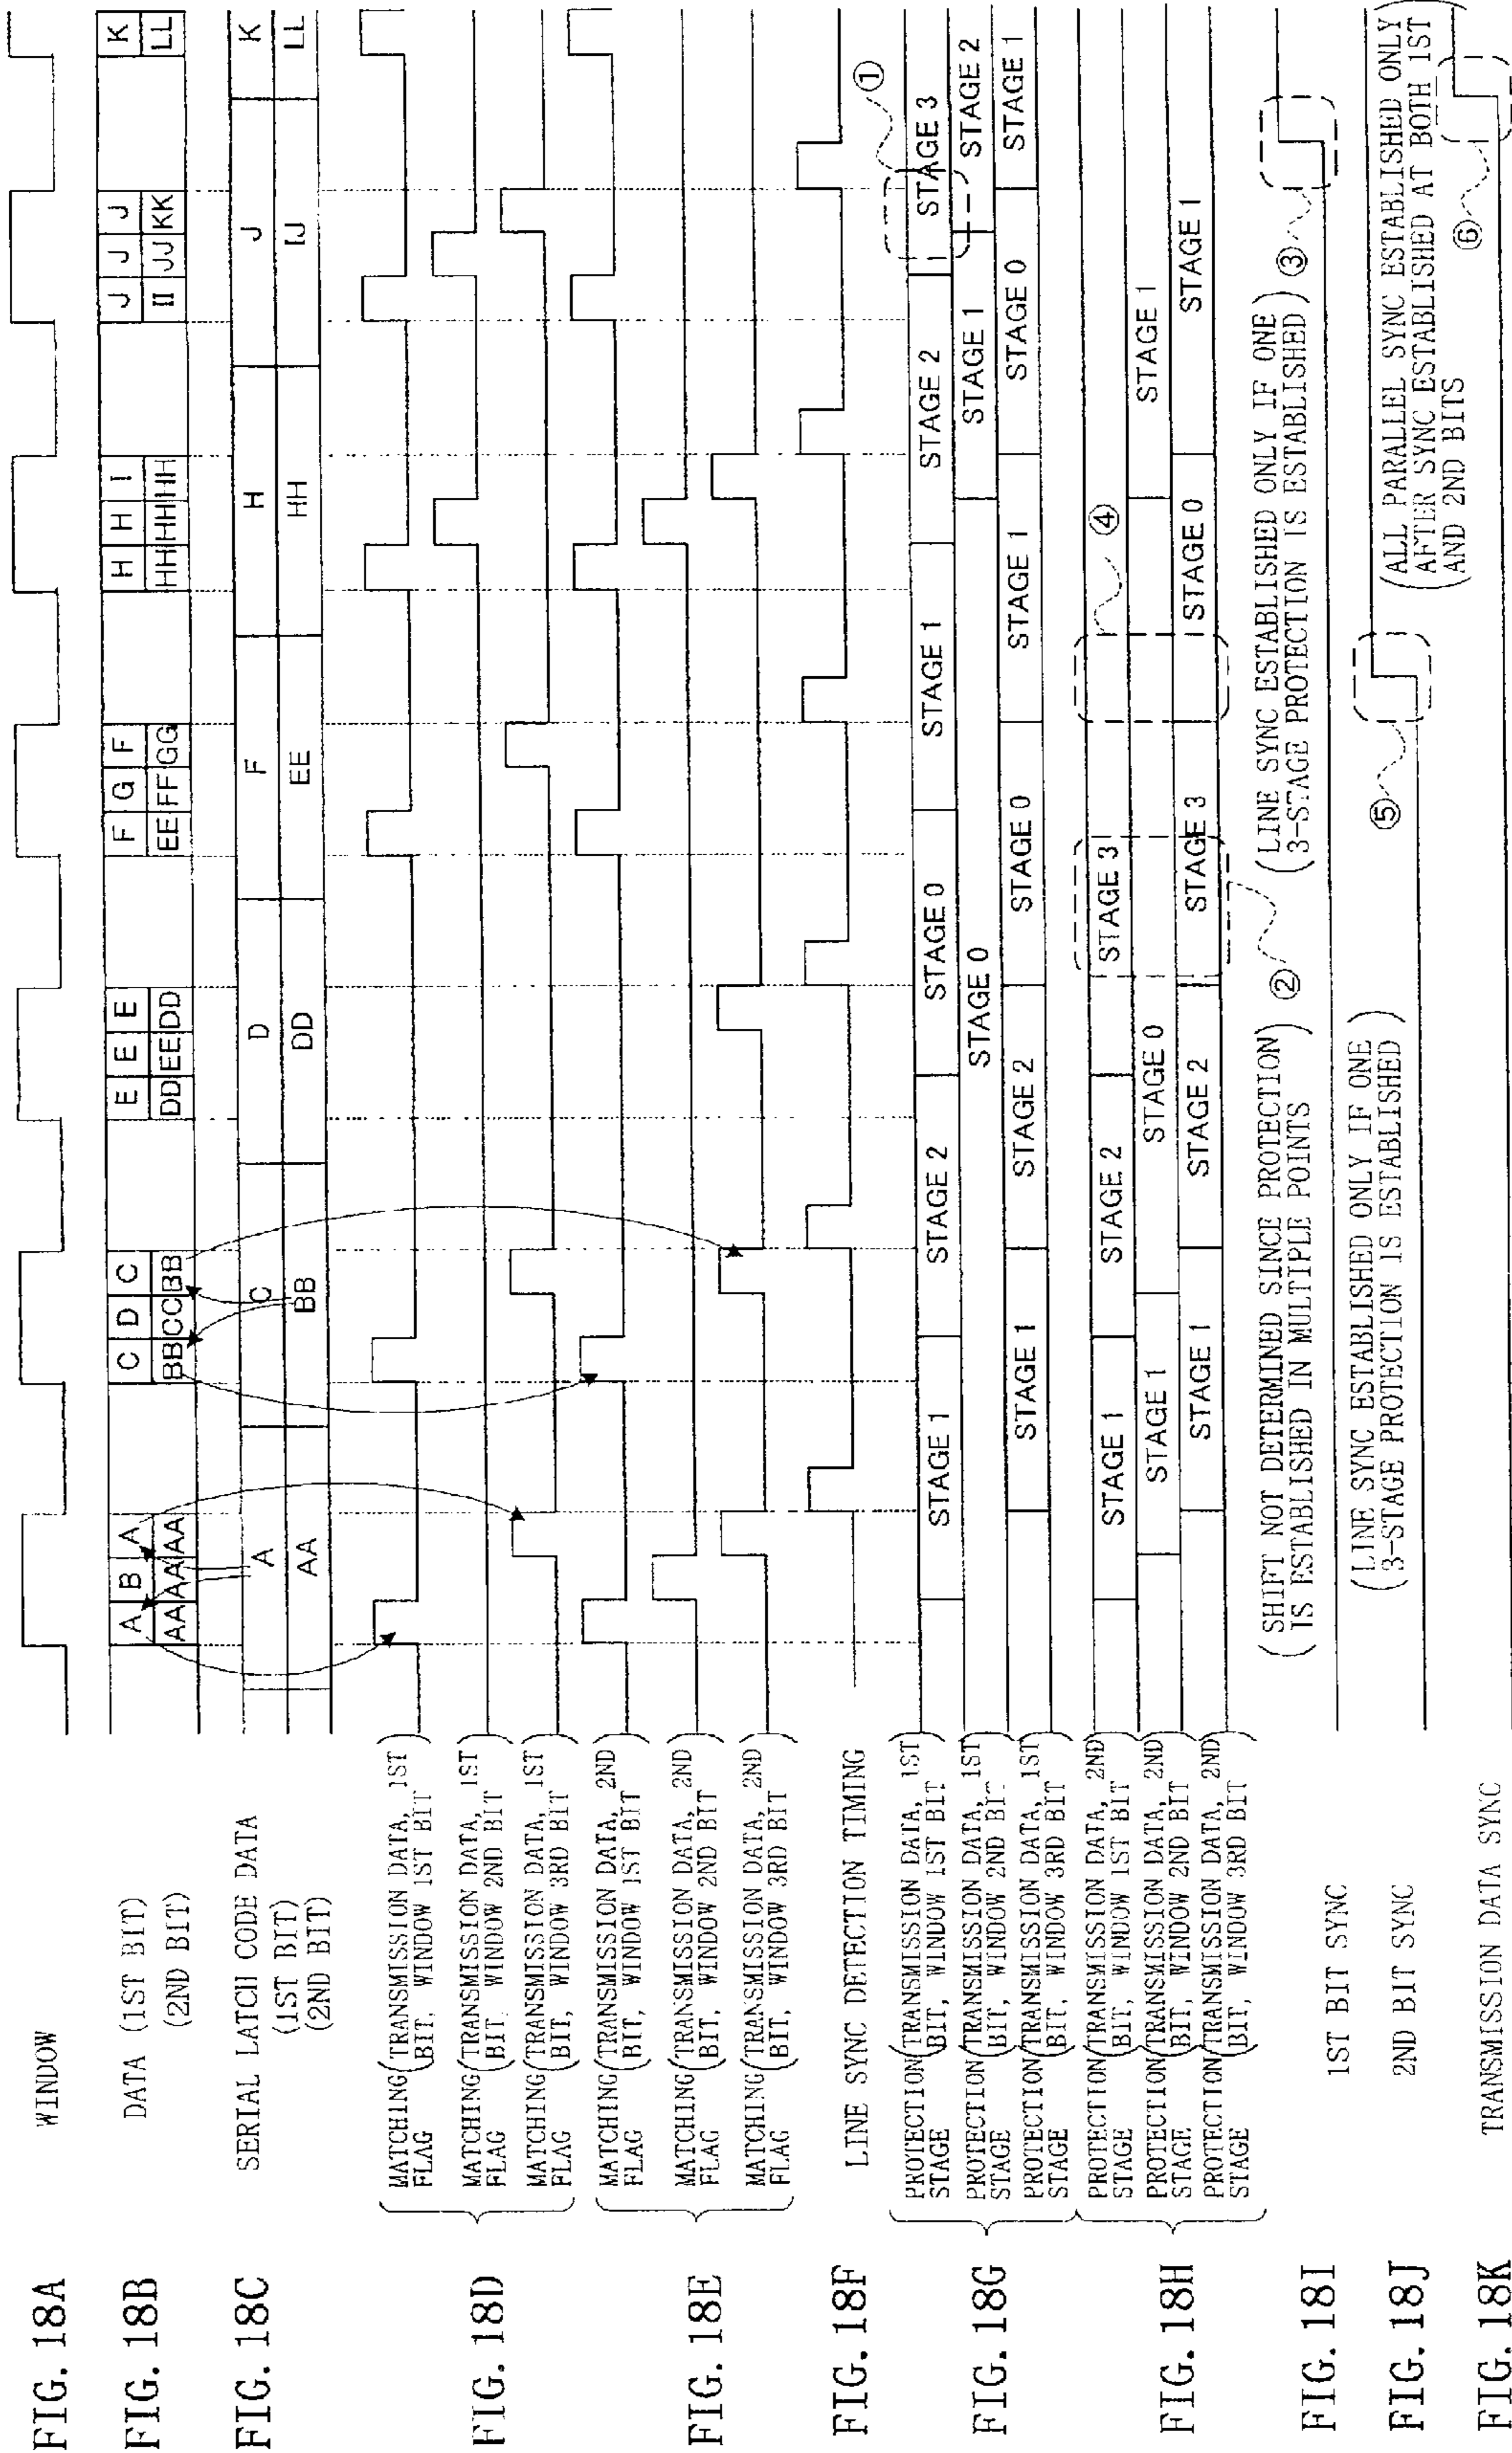 FIG. 18A
WINDOW
FIG. 18B
DATA (1ST BIT)
(2ND BIT)
A B A C D C E E E F G F H H I J J J K
AA AA AA BB CC BB DD EE DD EE FF GG HH HH HH II JJ KK LL
FIG. 18C
SERIAL LATCH CODE DATA
(1ST BIT)
(2ND BIT)
A C D F H J K
AA BB DD EE HH IJ LL
FIG. 18D
MATCHING FLAG (TRANSMISSION DATA, 1ST BIT, WINDOW 1ST BIT)
MATCHING FLAG (TRANSMISSION DATA, 1ST BIT, WINDOW 2ND BIT)
MATCHING FLAG (TRANSMISSION DATA, 1ST BIT, WINDOW 3RD BIT)
FIG. 18E
MATCHING FLAG (TRANSMISSION DATA, 2ND BIT, WINDOW 1ST BIT)
MATCHING FLAG (TRANSMISSION DATA, 2ND BIT, WINDOW 2ND BIT)
MATCHING FLAG (TRANSMISSION DATA, 2ND BIT, WINDOW 3RD BIT)
FIG. 18F
LINE SYNC DETECTION TIMING
FIG. 18G
PROTECTION STAGE (TRANSMISSION DATA, 1ST BIT, WINDOW 1ST BIT)
STAGE 1 STAGE 2 STAGE 0 STAGE 1 STAGE 2 STAGE 3 ①
PROTECTION STAGE (TRANSMISSION DATA, 1ST BIT, WINDOW 2ND BIT)
STAGE 0 STAGE 1 STAGE 2
PROTECTION STAGE (TRANSMISSION DATA, 1ST BIT, WINDOW 3RD BIT)
STAGE 1 STAGE 2 STAGE 0 STAGE 1 STAGE 0 STAGE 1
FIG. 18H
PROTECTION STAGE (TRANSMISSION DATA, 2ND BIT, WINDOW 1ST BIT)
STAGE 1 STAGE 2 STAGE 3 ④
PROTECTION STAGE (TRANSMISSION DATA, 2ND BIT, WINDOW 2ND BIT)
STAGE 1 STAGE 0 STAGE 1
PROTECTION STAGE (TRANSMISSION DATA, 2ND BIT, WINDOW 3RD BIT)
STAGE 1 STAGE 2 STAGE 3 STAGE 0 STAGE 1
(SHIFT NOT DETERMINED SINCE PROTECTION
IS ESTABLISHED IN MULTIPLE POINTS) ②
(LINE SYNC ESTABLISHED ONLY IF ONE
3-STAGE PROTECTION IS ESTABLISHED) ③
FIG. 18I
1ST BIT SYNC
(LINE SYNC ESTABLISHED ONLY IF ONE
3-STAGE PROTECTION IS ESTABLISHED)
⑤
FIG. 18J
2ND BIT SYNC
(ALL PARALLEL SYNC ESTABLISHED ONLY
AFTER SYNC ESTABLISHED AT BOTH 1ST
AND 2ND BITS)
⑥
FIG. 18K
TRANSMISSION DATA SYNC